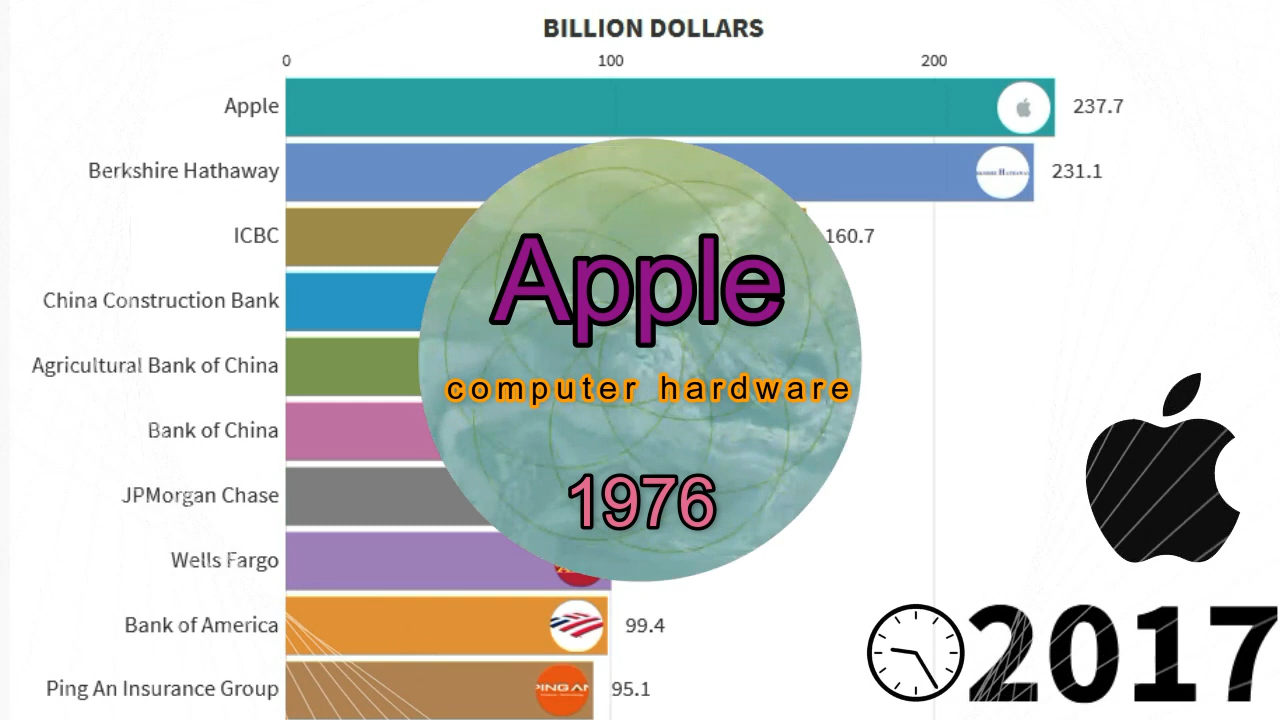 BILLION DOLLARS
0 100 200
Apple 237.7
Berkshire Hathaway 231.1
ICBC 160.7
China Construction Bank
Agricultural Bank of China
Bank of China
JPMorgan Chase
Wells Fargo
Bank of America 99.4
Ping An Insurance Group PINGAN 95.1
Apple
computer hardware
1976
2017